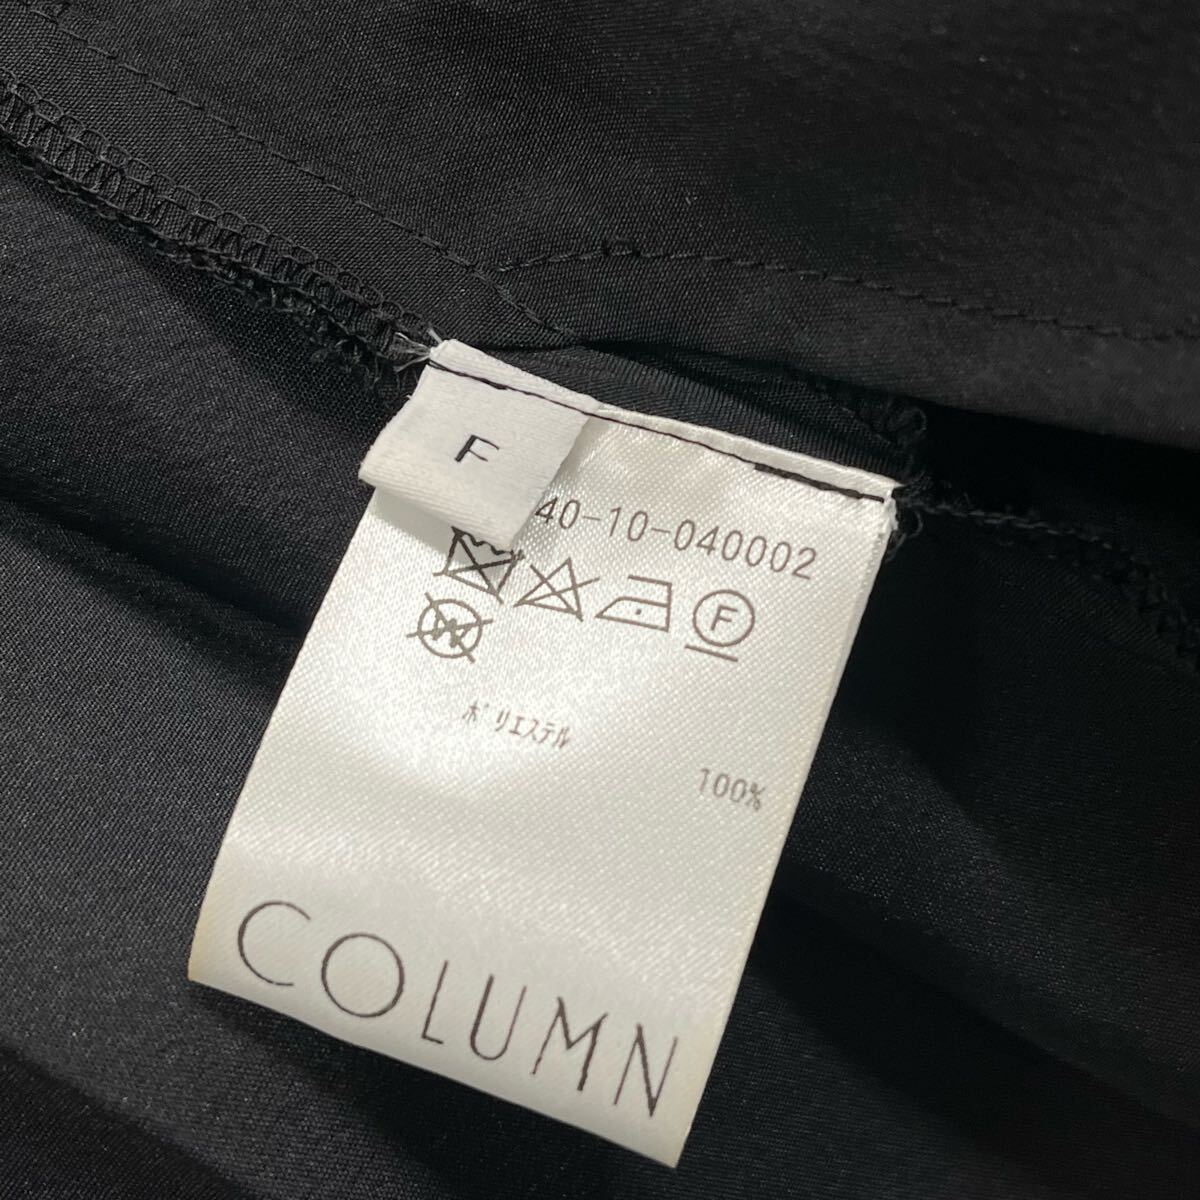 F
40-10-040002
F
W
ﾎﾟﾘｴｽﾃﾙ
100%
COLUMN